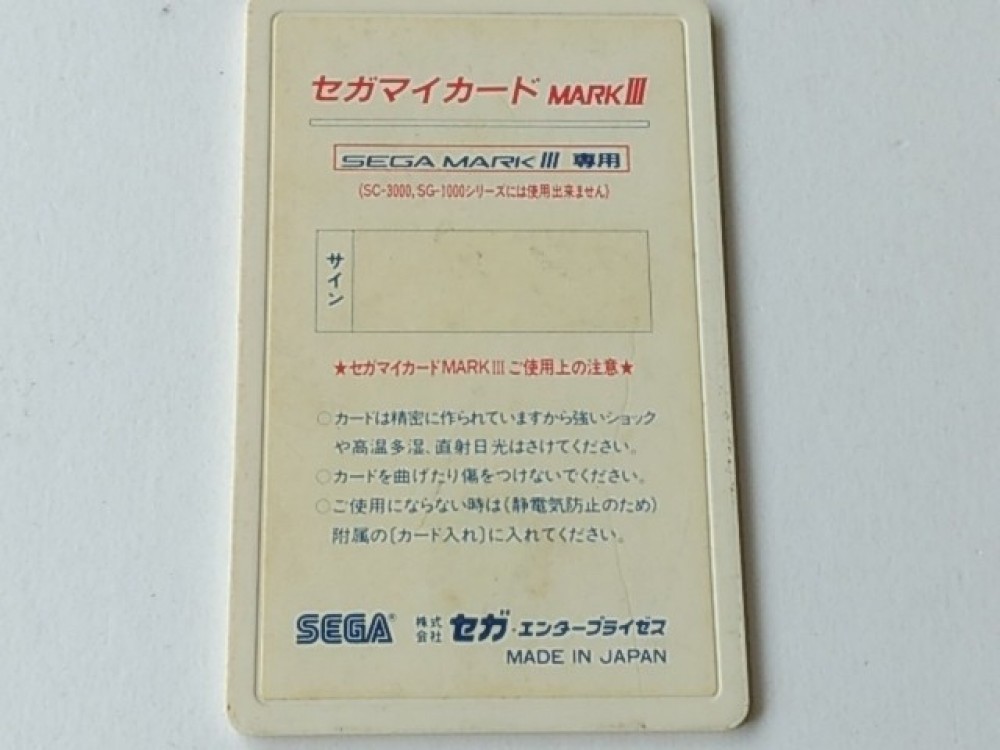 セガマイカード MARK III
SEGA MARK III 専用
(SC-3000, SG-1000シリーズには使用出来ません)
サイン
★セガマイカードMARK III ご使用上の注意★
○カードは精密に作られていますから強いショック
や高温多湿、直射日光はさけてください。
○カードを曲げたり傷をつけないでください。
○ご使用にならない時は(静電気防止のため)
附属の〔カード入れ〕に入れてください。
SEGA® 株式会社 セガ・エンタープライゼス
MADE IN JAPAN